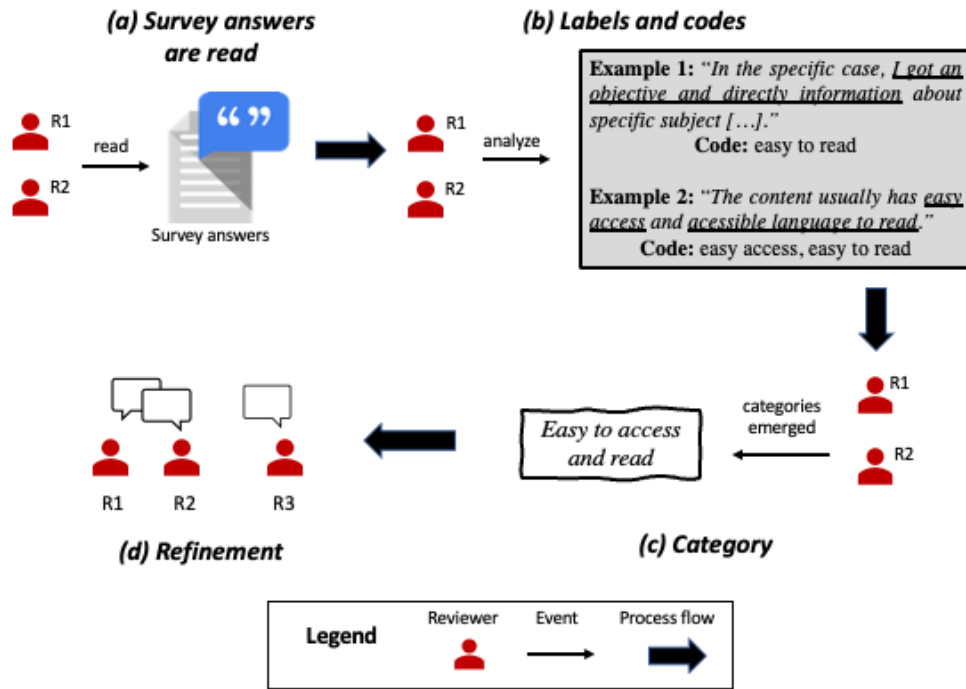 (a) Survey answers
are read
R1
R2
read
“ ”
Survey answers
(b) Labels and codes
R1
R2
analyze
Example 1: “In the specific case, I got an
objective and directly information about
specific subject […].”
Code: easy to read
Example 2: “The content usually has easy
access and acessible language to read.”
Code: easy access, easy to read
R1
R2
categories
emerged
Easy to access
and read
(c) Category
R1
R2
R3
(d) Refinement
Legend
Reviewer
Event
Process flow